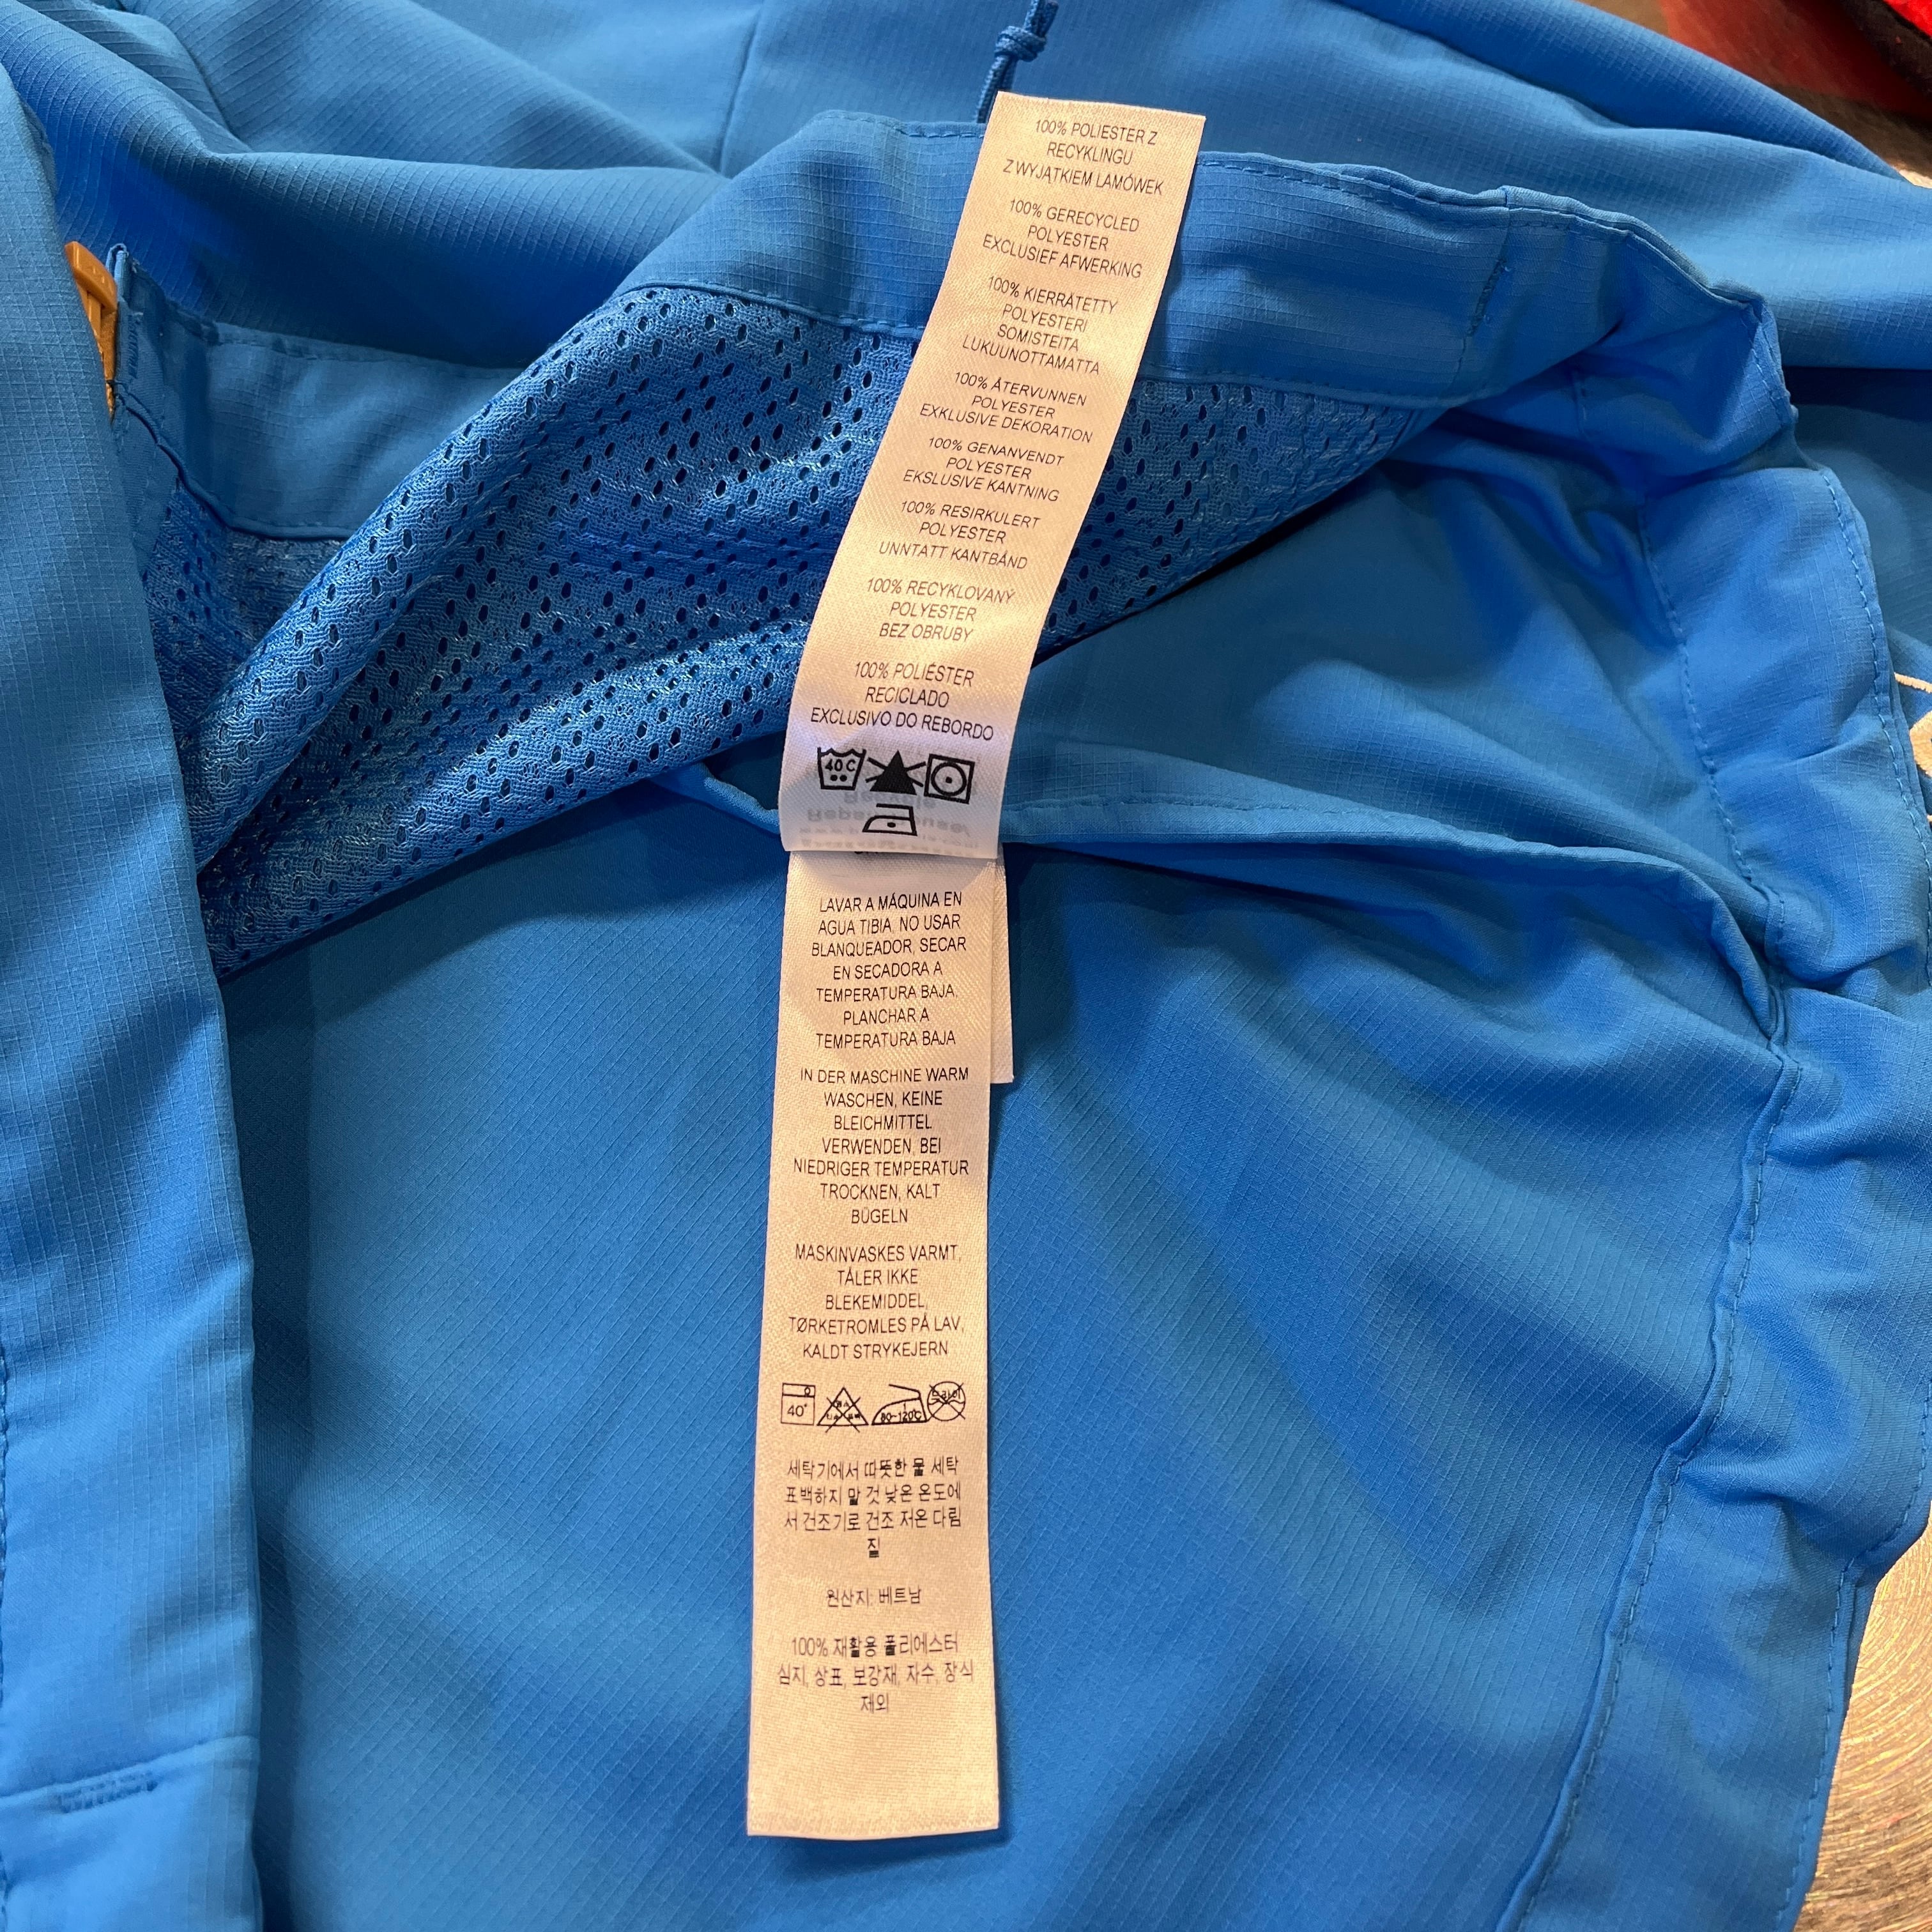 100% POLIESTER Z
RECYKLINGU
Z WYJĄTKIEM LAMÓWEK
100% GERECYCLED
POLYESTER
EXCLUSIEF AFWERKING
100% KIERRÄTETTY
POLYESTERI
SOMISTEITA
LUKUUNOTTAMATTA
100% ÅTERVUNNEN
POLYESTER
EXKLUSIVE DEKORATION
100% GENANVENDT
POLYESTER
EKSLUSIVE KANTNING
100% RESIRKULERT
POLYESTER
UNNTATT KANTBÅND
100% RECYKLOVANÝ
POLYESTER
BEZ OBRUBY
100% POLIÉSTER
RECICLADO
EXCLUSIVO DO REBORDO
40 C
LAVAR A MÁQUINA EN
AGUA TIBIA. NO USAR
BLANQUEADOR, SECAR
EN SECADORA A
TEMPERATURA BAJA.
PLANCHAR A
TEMPERATURA BAJA
IN DER MASCHINE WARM
WASCHEN, KEINE
BLEICHMITTEL
VERWENDEN, BEI
NIEDRIGER TEMPERATUR
TROCKNEN, KALT
BÜGELN
MASKINVASKES VARMT,
TÅLER IKKE
BLEKEMIDDEL,
TØRKETROMLES PÅ LAV,
KALDT STRYKEJERN
40° 80~120°C 드라이
세탁기에서 따뜻한 물 세탁
표백하지 말 것 낮은 온도에
서 건조기로 건조 저온 다림
질
원산지: 베트남
100% 재활용 폴리에스터
심지, 상표, 보강재, 자수, 장식
제외